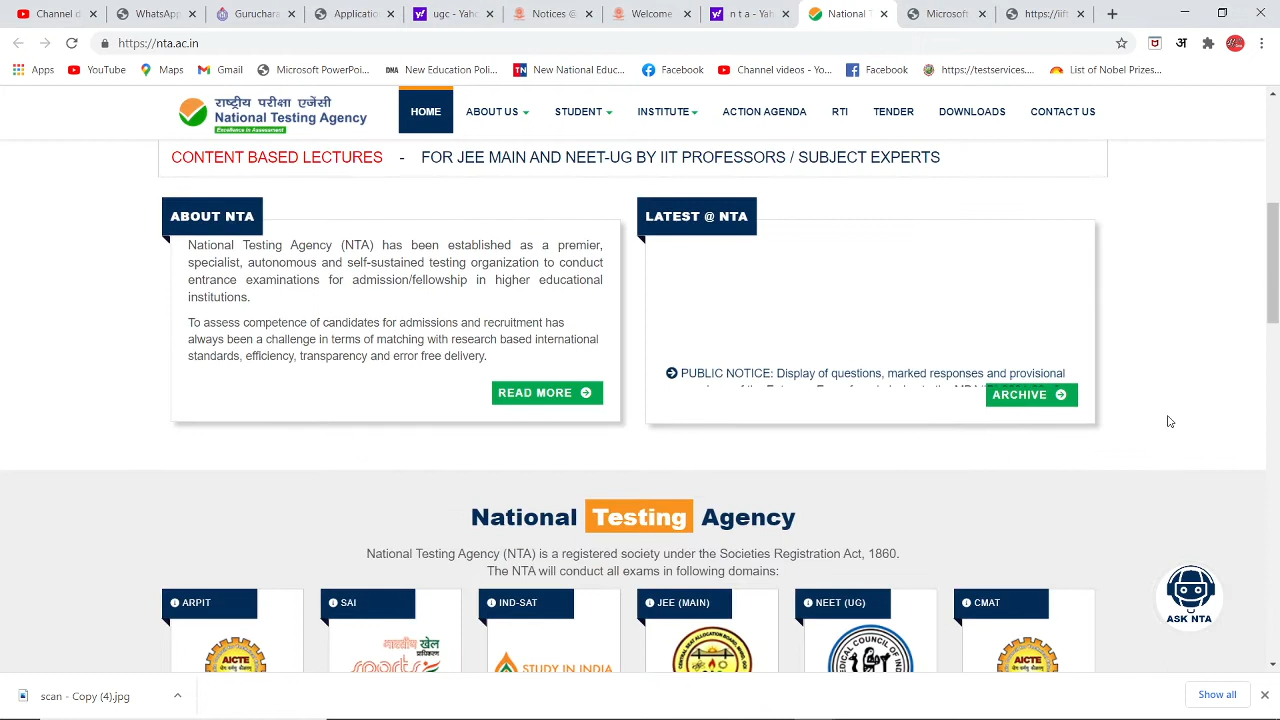 Channel d
WhatsApp
Guruchar
Application
ugc - Yaho
Notices @
Welcome
n t a - Yah
National T
Microsoft
https://iift
https://nta.ac.in
अ
Apps
YouTube
Maps
Gmail
Microsoft PowerPoi...
DNA New Education Poli...
TN New National Educ...
Facebook
Channel videos - Yo...
Facebook
https://testservices....
List of Nobel Prizes...
राष्ट्रीय परीक्षा एजेंसी
National Testing Agency
Excellence in Assessment
HOME
ABOUT US
STUDENT
INSTITUTE
ACTION AGENDA
RTI
TENDER
DOWNLOADS
CONTACT US
CONTENT BASED LECTURES - FOR JEE MAIN AND NEET-UG BY IIT PROFESSORS / SUBJECT EXPERTS
ABOUT NTA
National Testing Agency (NTA) has been established as a premier,
specialist, autonomous and self-sustained testing organization to conduct
entrance examinations for admission/fellowship in higher educational
institutions.
To assess competence of candidates for admissions and recruitment has
always been a challenge in terms of matching with research based international
standards, efficiency, transparency and error free delivery.
READ MORE
LATEST @ NTA
PUBLIC NOTICE: Display of questions, marked responses and provisional
ARCHIVE
National Testing Agency
National Testing Agency (NTA) is a registered society under the Societies Registration Act, 1860.
The NTA will conduct all exams in following domains:
ARPIT
SAI
IND-SAT
JEE (MAIN)
NEET (UG)
CMAT
AICTE
भारतीय खेल
प्राधिकरण
STUDY IN INDIA
AICTE
ASK NTA
scan - Copy (4).jpg
Show all